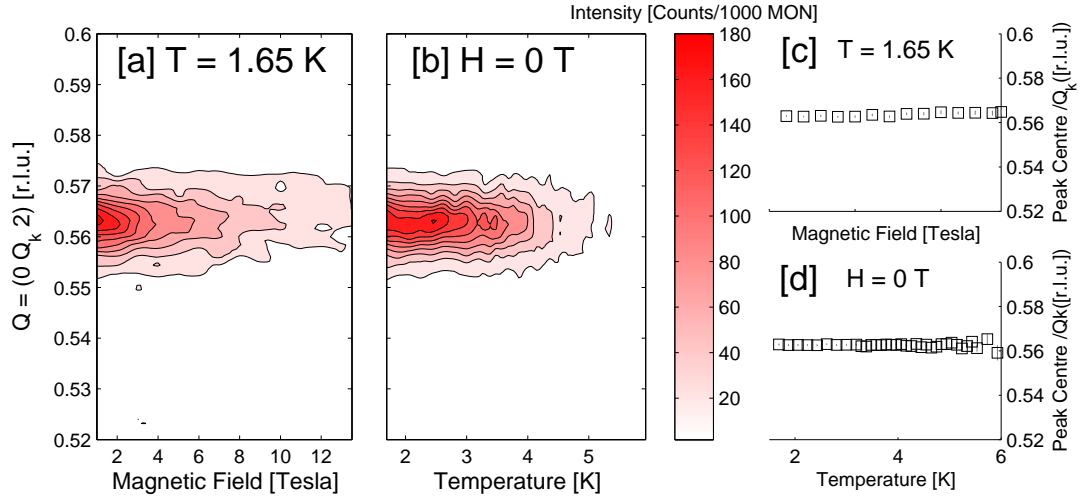 Intensity [Counts/1000 MON]
[a] T = 1.65 K
[b] H = 0 T
[c] T = 1.65 K
[d] H = 0 T
Q = (0 Q_k 2) [r.l.u.]
0.6
0.59
0.58
0.57
0.56
0.55
0.54
0.53
0.52
2 4 6 8 10 12
Magnetic Field [Tesla]
2 3 4 5
Temperature [K]
180
160
140
120
100
80
60
40
20
0.6
0.58
0.56
0.54
0.52
Peak Centre /Q_k([r.l.u.]
Magnetic Field [Tesla]
0.6
0.58
0.56
0.54
0.52
Peak Centre /Qk([r.l.u.]
2 4 6
Temperature [K]